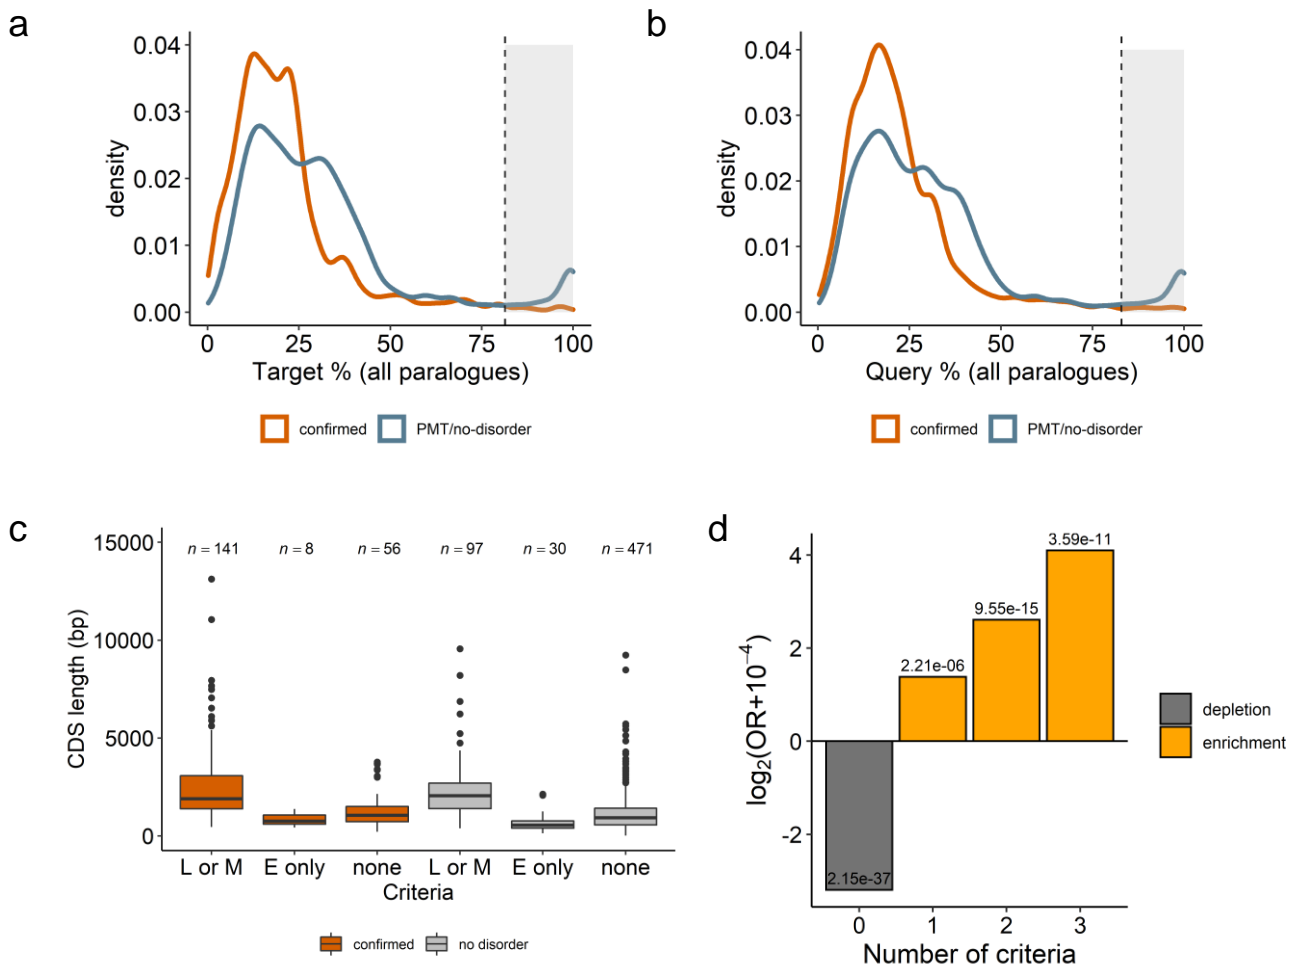 a
0.04
0.03
0.02
0.01
0.00
density
0 25 50 75 100
Target % (all paralogues)
confirmed PMT/no-disorder
b
0.04
0.03
0.02
0.01
0.00
density
0 25 50 75 100
Query % (all paralogues)
confirmed PMT/no-disorder
c
n = 141 n = 8 n = 56 n = 97 n = 30 n = 471
15000
10000
5000
0
CDS length (bp)
L or M E only none L or M E only none
Criteria
confirmed no disorder
d
4
2
0
-2
log₂(OR+10⁻⁴)
3.59e-11
9.55e-15
2.21e-06
2.15e-37
0 1 2 3
Number of criteria
depletion
enrichment